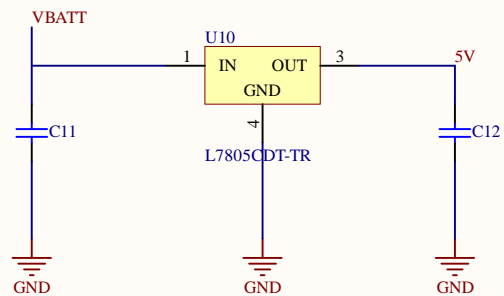 VBATT
U10
1 IN OUT 3 5V
GND
C11 C12
4
L7805CDT-TR
GND GND GND